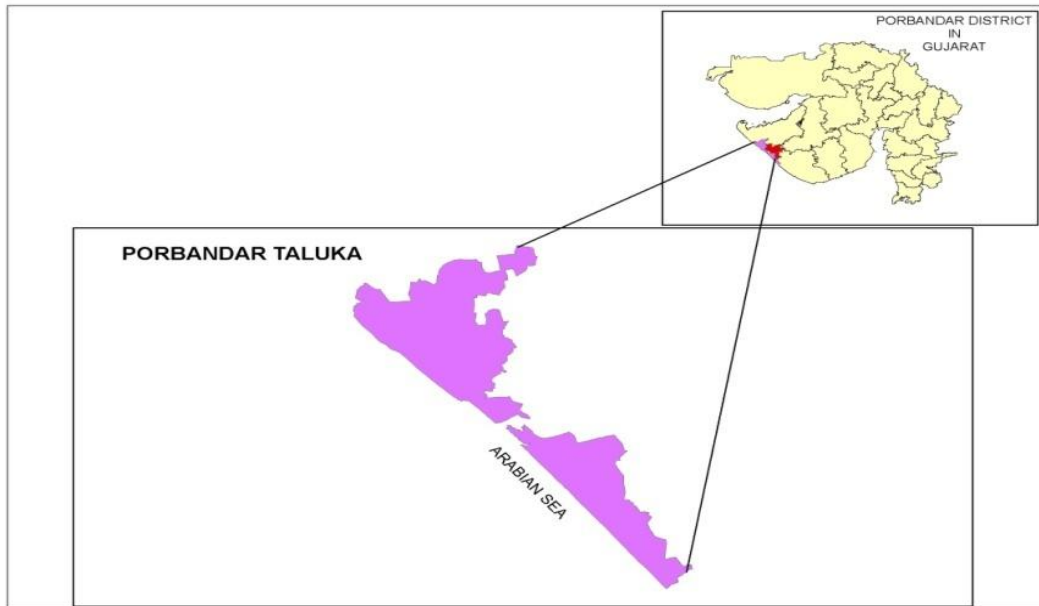 PORBANDAR DISTRICT
IN
GUJARAT
PORBANDAR TALUKA
ARABIAN SEA